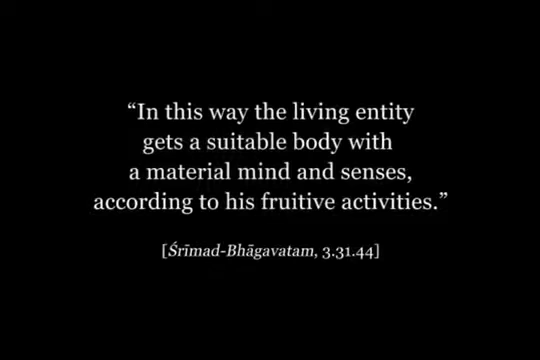 “In this way the living entity
gets a suitable body with
a material mind and senses,
according to his fruitive activities.”
[Śrīmad-Bhāgavatam, 3.31.44]